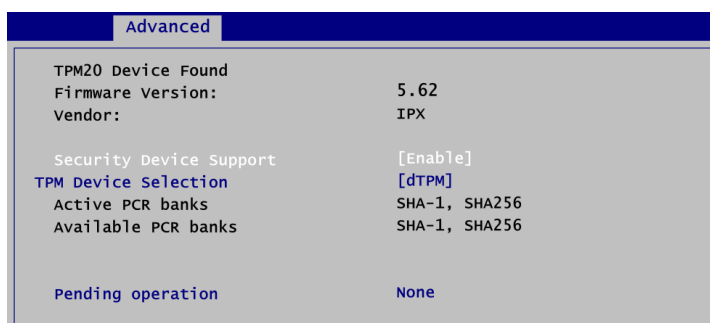 Advanced
TPM20 Device Found
Firmware Version: 5.62
Vendor: IPX
Security Device Support [Enable]
TPM Device Selection [dTPM]
Active PCR banks SHA-1, SHA256
Available PCR banks SHA-1, SHA256
Pending operation None